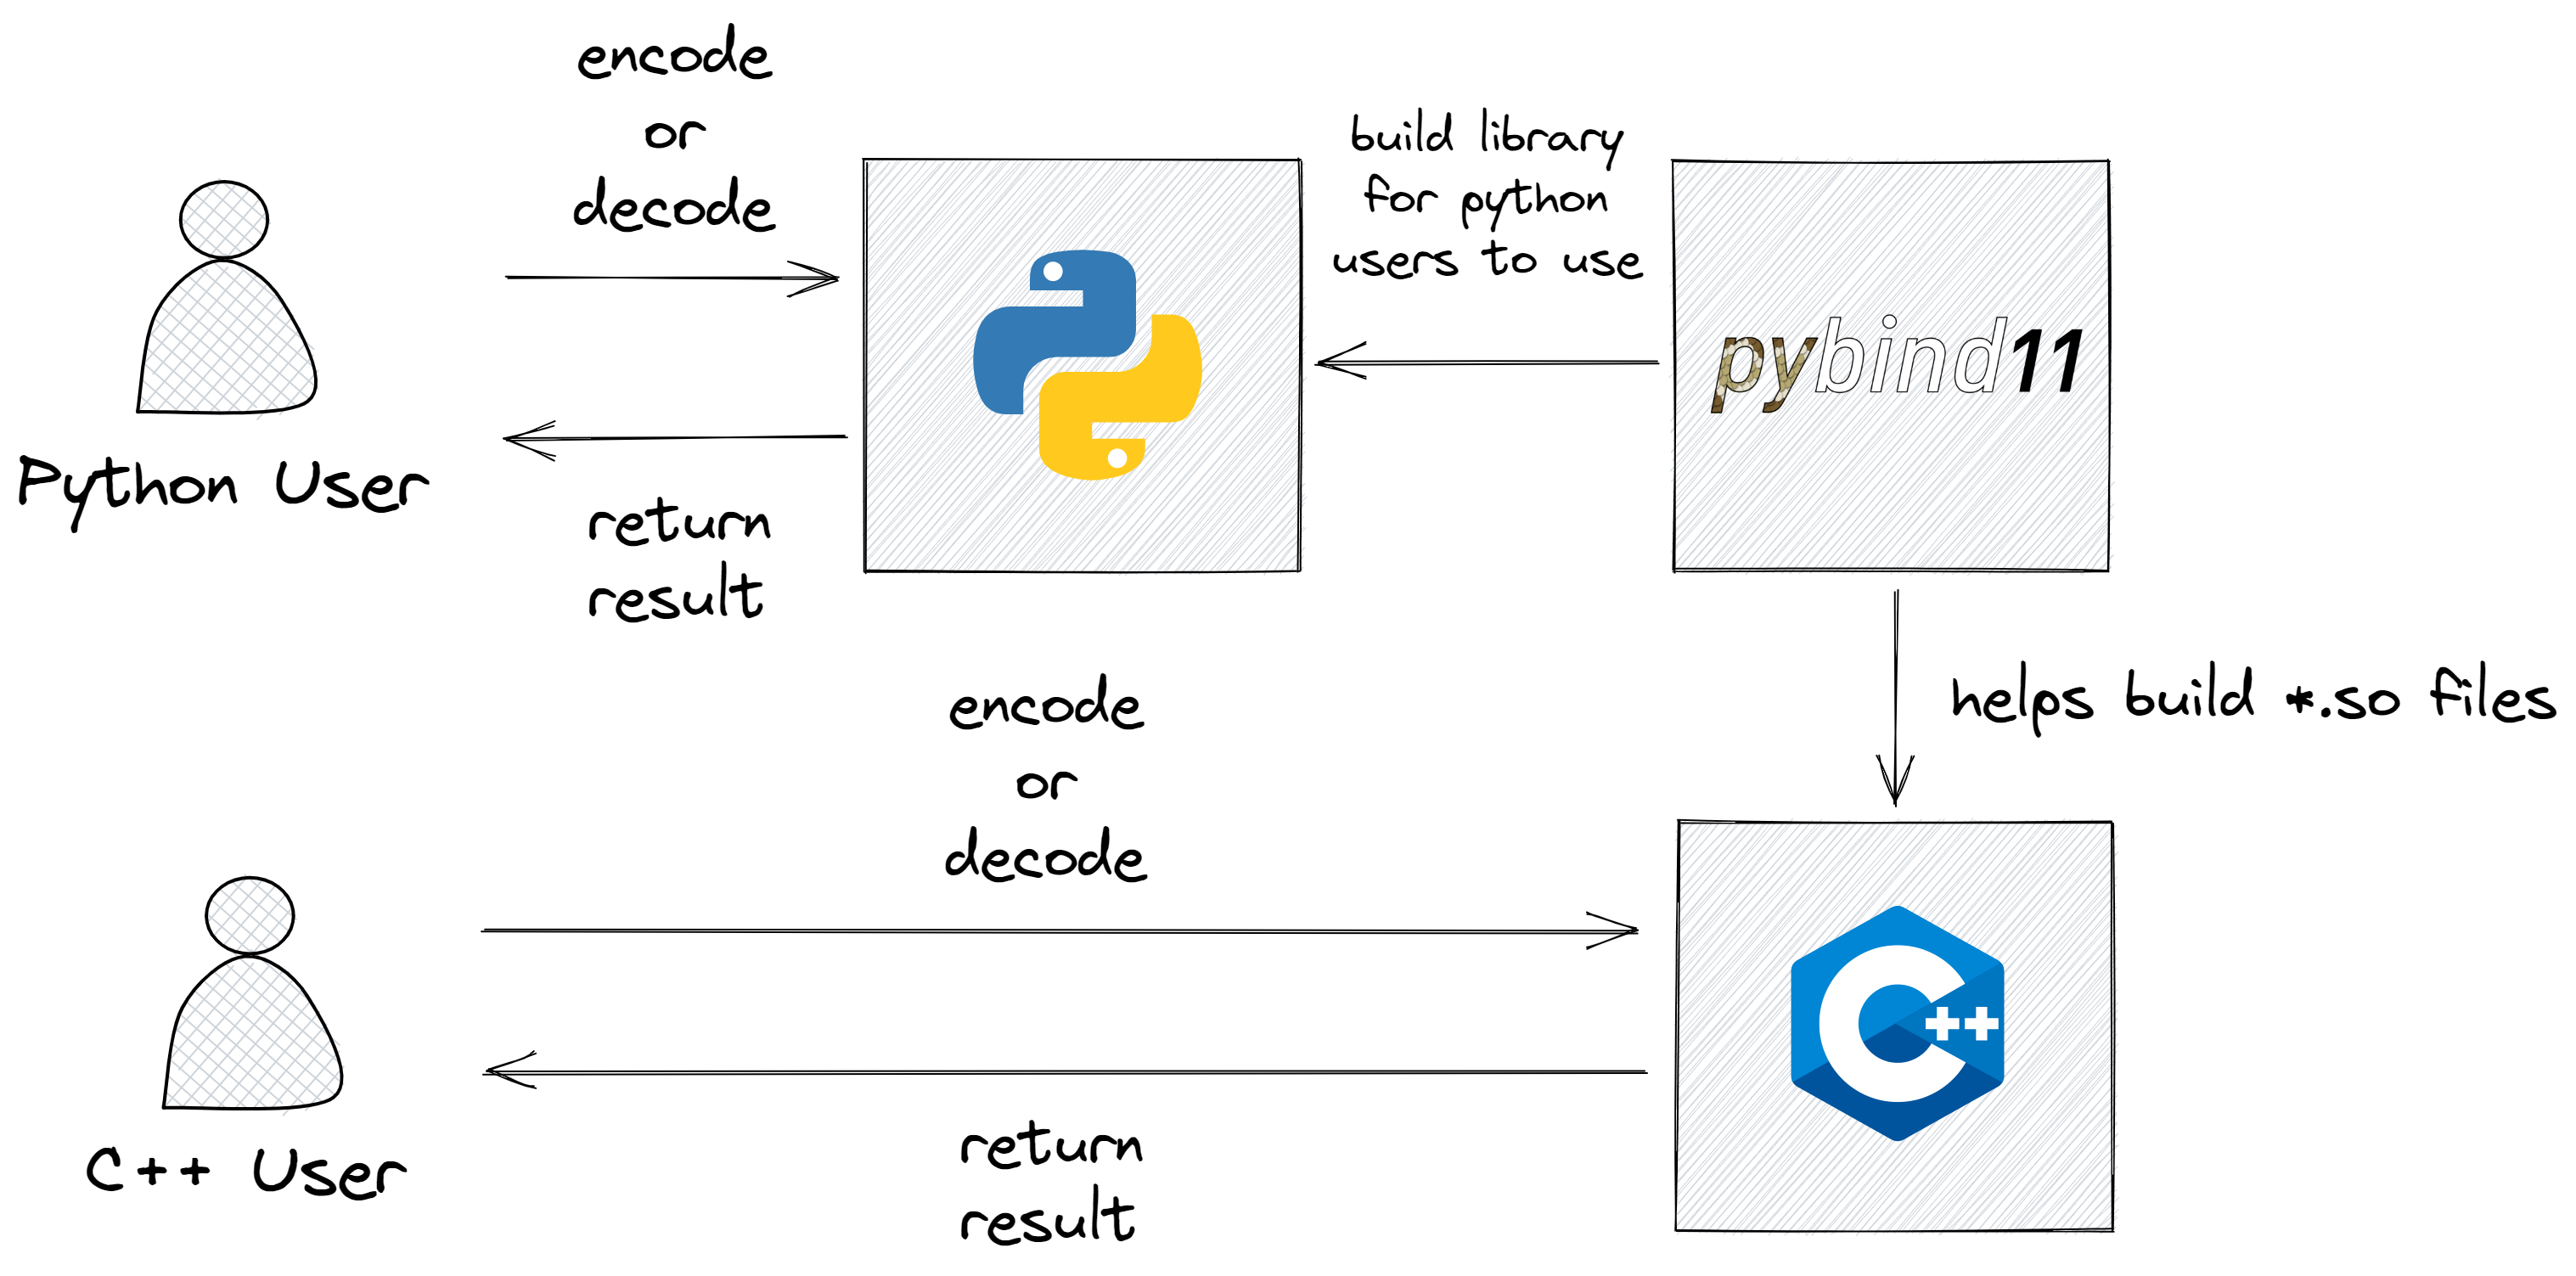 encode
or
decode
build library
for python
users to use
pybind11
Python User
return
result
helps build *.so files
encode
or
decode
C++
C++ User
return
result